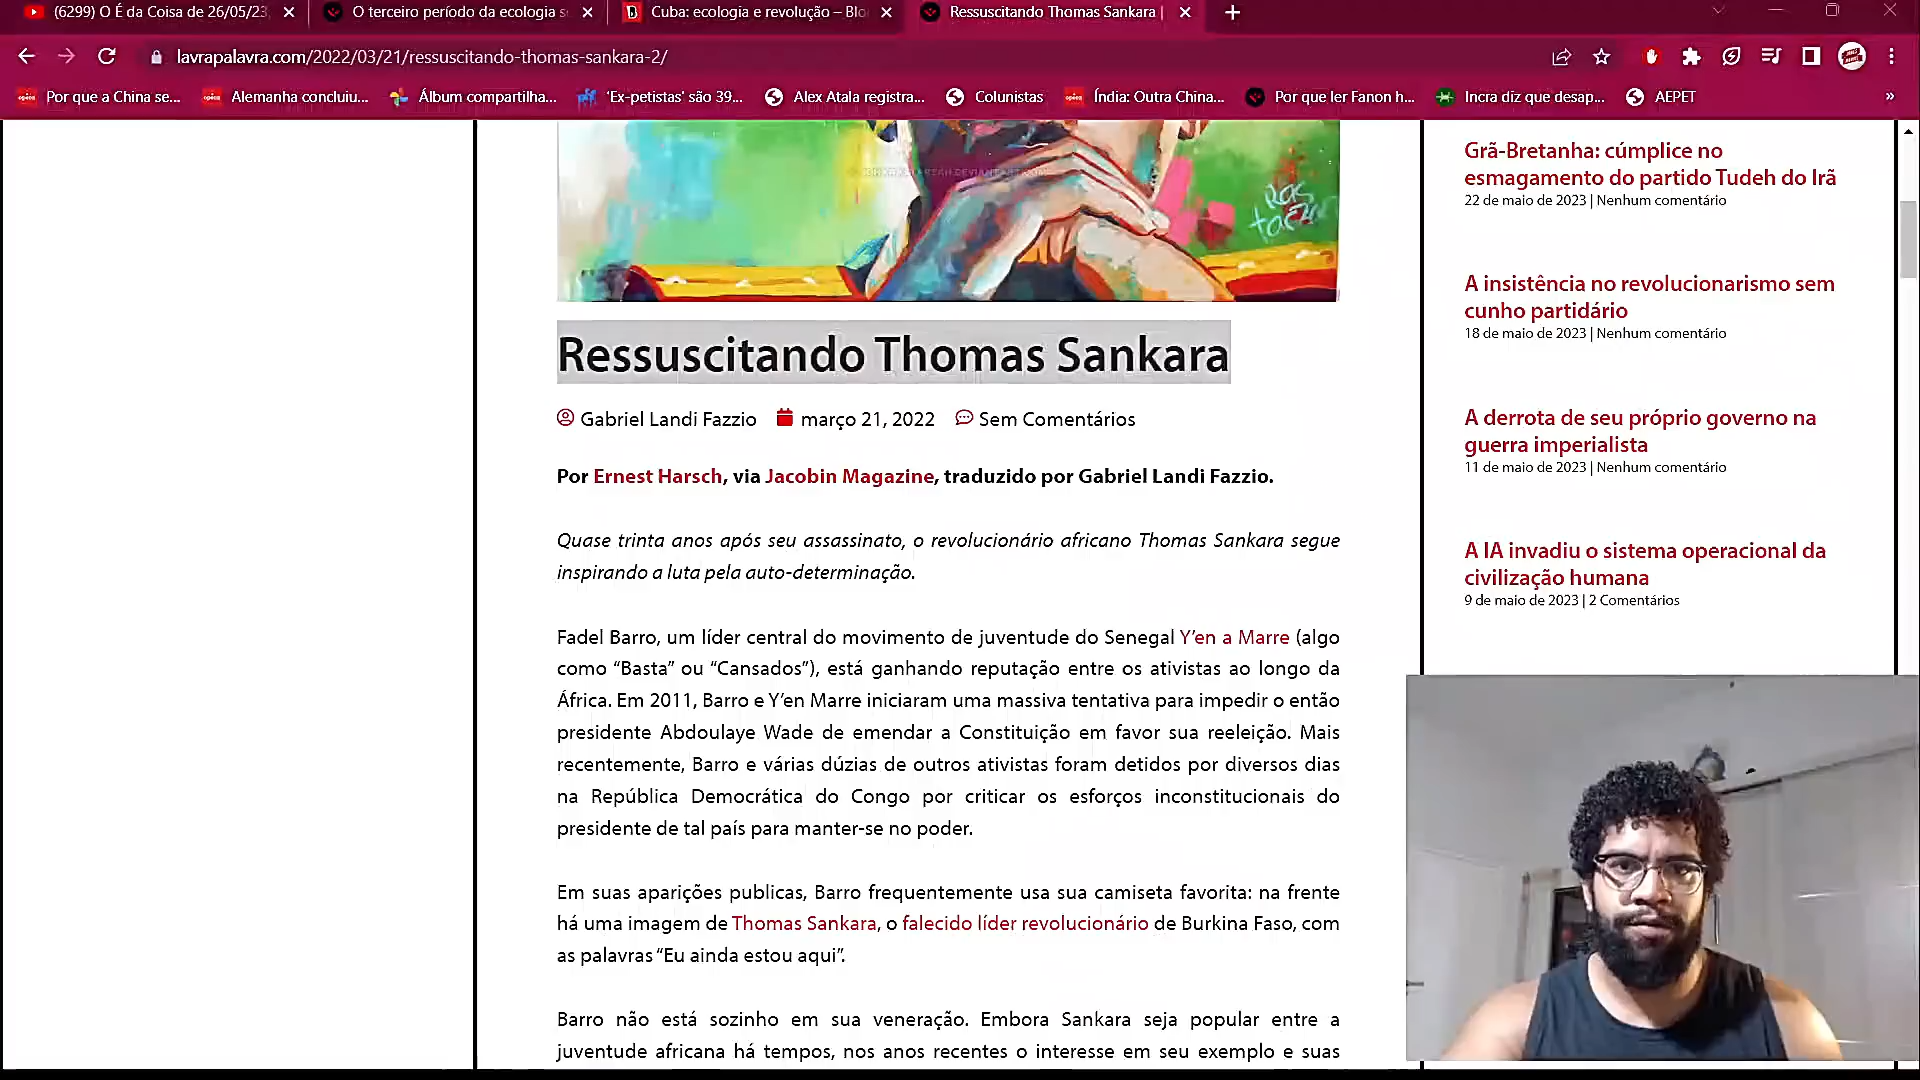 (6299) O É da Coisa de 26/05/23
O terceiro período da ecologia s
Cuba: ecologia e revolução – Blo
Ressuscitando Thomas Sankara |
lavrapalavra.com/2022/03/21/ressuscitando-thomas-sankara-2/
Por que a China se...
Alemanha concluiu...
Álbum compartilha...
'Ex-petistas' são 39...
Alex Atala registra...
Colunistas
Índia: Outra China...
Por que ler Fanon h...
Incra diz que desap...
AEPET
»
Ressuscitando Thomas Sankara
Gabriel Landi Fazzio março 21, 2022 Sem Comentários
Por Ernest Harsch, via Jacobin Magazine, traduzido por Gabriel Landi Fazzio.
Quase trinta anos após seu assassinato, o revolucionário africano Thomas Sankara segue
inspirando a luta pela auto-determinação.
Fadel Barro, um líder central do movimento de juventude do Senegal Y’en a Marre (algo
como “Basta” ou “Cansados”), está ganhando reputação entre os ativistas ao longo da
África. Em 2011, Barro e Y’en Marre iniciaram uma massiva tentativa para impedir o então
presidente Abdoulaye Wade de emendar a Constituição em favor sua reeleição. Mais
recentemente, Barro e várias dúzias de outros ativistas foram detidos por diversos dias
na República Democrática do Congo por criticar os esforços inconstitucionais do
presidente de tal país para manter-se no poder.
Em suas aparições publicas, Barro frequentemente usa sua camiseta favorita: na frente
há uma imagem de Thomas Sankara, o falecido líder revolucionário de Burkina Faso, com
as palavras “Eu ainda estou aqui”.
Barro não está sozinho em sua veneração. Embora Sankara seja popular entre a
juventude africana há tempos, nos anos recentes o interesse em seu exemplo e suas
Grã-Bretanha: cúmplice no
esmagamento do partido Tudeh do Irã
22 de maio de 2023 | Nenhum comentário
A insistência no revolucionarismo sem
cunho partidário
18 de maio de 2023 | Nenhum comentário
A derrota de seu próprio governo na
guerra imperialista
11 de maio de 2023 | Nenhum comentário
A IA invadiu o sistema operacional da
civilização humana
9 de maio de 2023 | 2 Comentários